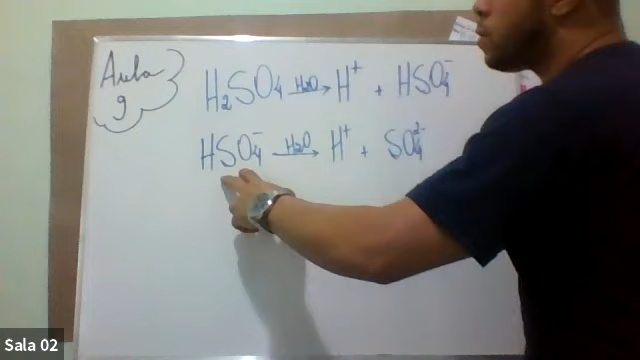 Aula
9
H₂SO₄ H₂O→ H⁺ + HSO₄⁻
HSO₄⁻ H₂O→ H⁺ + SO₄²⁻
Sala 02